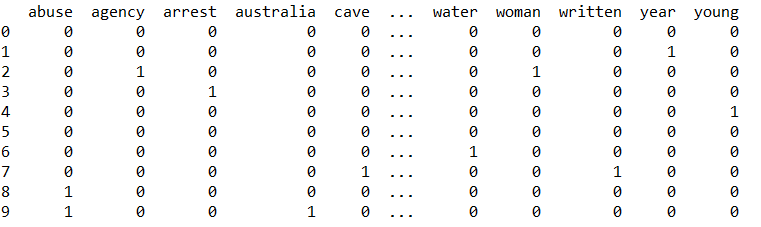 abuse agency arrest australia cave ... water woman written year young
0 0 0 0 0 0 ... 0 0 0 0 0
1 0 0 0 0 0 ... 0 0 0 1 0
2 0 1 0 0 0 ... 0 1 0 0 0
3 0 0 1 0 0 ... 0 0 0 0 0
4 0 0 0 0 0 ... 0 0 0 0 1
5 0 0 0 0 0 ... 0 0 0 0 0
6 0 0 0 0 0 ... 1 0 0 0 0
7 0 0 0 0 1 ... 0 0 1 0 0
8 1 0 0 0 0 ... 0 0 0 0 0
9 1 0 0 1 0 ... 0 0 0 0 0